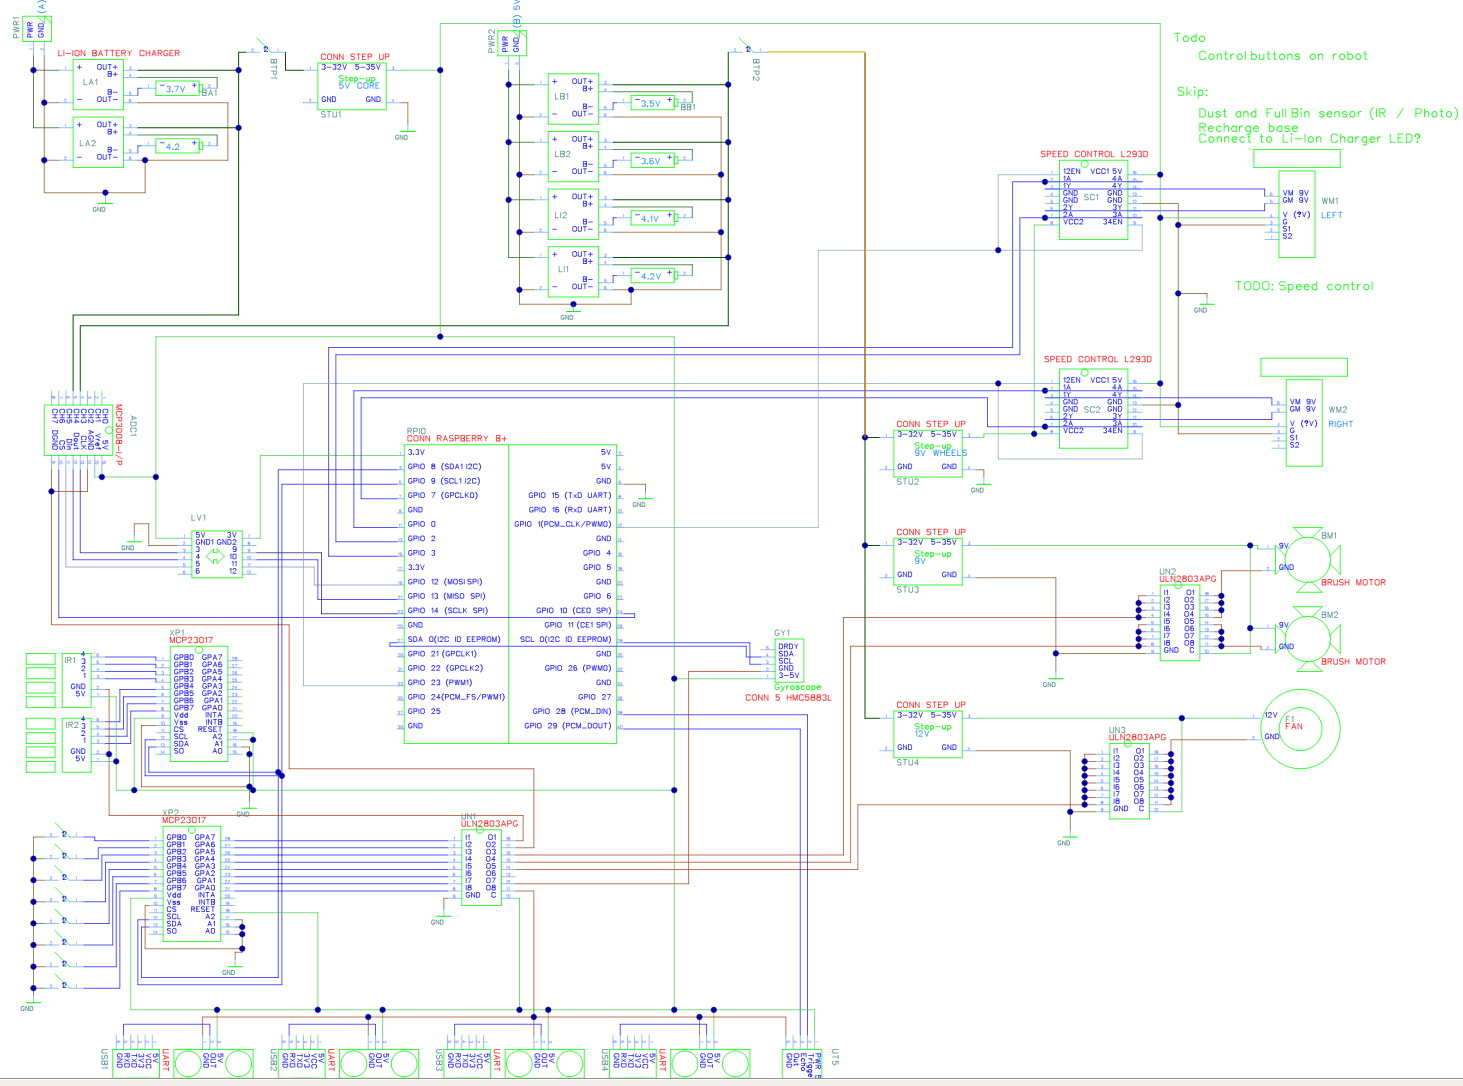 PWR1
PWR
GND
(A)
LI-ION BATTERY CHARGER
+ OUT+
B+
LA1
B-
- OUT-
3.7V
BA1
+ OUT+
B+
LA2
B-
- OUT-
4.2
GND
BTP1
CONN STEP UP
3-32V 5-35V
Step-up
5V CORE
GND GND
STU1
GND
PWR2
PWR
GND
(B) 5V
+ OUT+
B+
LB1
B-
- OUT-
3.5V
BB1
+ OUT+
B+
LB2
B-
- OUT-
3.6V
+ OUT+
B+
LI2
B-
- OUT-
4.1V
+ OUT+
B+
LI1
B-
- OUT-
4.2V
GND
BTP2
Todo
Control buttons on robot
Skip:
Dust and Full Bin sensor (IR / Photo)
Recharge base
Connect to Li-Ion Charger LED?
SPEED CONTROL L293D
12EN VCC1 5V
1A 4A
1Y 4Y
GND GND
GND GND
2Y 3Y
2A 3A
VCC2 34EN
SC1
VM 9V
GM 9V
V (?V)
G
S1
S2
WM1
LEFT
GND
TODO: Speed control
SPEED CONTROL L293D
12EN VCC1 5V
1A 4A
1Y 4Y
GND GND
GND GND
2Y 3Y
2A 3A
VCC2 34EN
SC2
VM 9V
GM 9V
V (?V)
G
S1
S2
WM2
RIGHT
CH7 DGND
CH6 CS
CH5 Din
CH4 Dout
CH3 CLK
CH2 AGND
CH1 Vref
CH0 5V
MCP3008-I/P
ADC1
RPI0
CONN RASPBERRY B+
3.3V 5V
GPIO 8 (SDA1 I2C) 5V
GPIO 9 (SCL1 I2C) GND
GPIO 7 (GPCLK0) GPIO 15 (TxD UART)
GND GPIO 16 (RxD UART)
GPIO 0 GPIO 1(PCM_CLK/PWM0)
GPIO 2 GND
GPIO 3 GPIO 4
3.3V GPIO 5
GPIO 12 (MOSI SPI) GND
GPIO 13 (MISO SPI) GPIO 6
GPIO 14 (SCLK SPI) GPIO 10 (CE0 SPI)
GND GPIO 11 (CE1 SPI)
SDA 0(I2C ID EEPROM) SCL 0(I2C ID EEPROM)
GPIO 21 (GPCLK1) GND
GPIO 22 (GPCLK2) GPIO 26 (PWM0)
GPIO 23 (PWM1) GND
GPIO 24(PCM_FS/PWM1) GPIO 27
GPIO 25 GPIO 28 (PCM_DIN)
GND GPIO 29 (PCM_DOUT)
GND
CONN STEP UP
3-32V 5-35V
Step-up
9V WHEELS
GND GND
STU2
GND
LV1
5V 3V
GND1 GND2
3 9
4 10
5 11
6 12
GND
CONN STEP UP
3-32V 5-35V
Step-up
9V
GND GND
STU3
GND
UN2
ULN2803APG
I1 O1
I2 O2
I3 O3
I4 O4
I5 O5
I6 O6
I7 O7
I8 O8
GND C
9V
GND
BM1
BRUSH MOTOR
9V
GND
BM2
BRUSH MOTOR
XP1
MCP23017
GPB0 GPA7
GPB1 GPA6
GPB2 GPA5
GPB3 GPA4
GPB4 GPA3
GPB5 GPA2
GPB6 GPA1
GPB7 GPA0
Vdd INTA
Vss INTB
CS RESET
SCL A2
SDA A1
SO A0
GND
IR1
4
3
2
1
GND
5V
IR2
4
3
2
1
GND
5V
GY1
DRDY
SDA
SCL
GND
3-5V
Gyroscope
CONN 5 HMC5883L
CONN STEP UP
3-32V 5-35V
Step-up
12V
GND GND
STU4
GND
UN3
ULN2803APG
I1 O1
I2 O2
I3 O3
I4 O4
I5 O5
I6 O6
I7 O7
I8 O8
GND C
12V
GND
F1
FAN
XP2
MCP23017
GPB0 GPA7
GPB1 GPA6
GPB2 GPA5
GPB3 GPA4
GPB4 GPA3
GPB5 GPA2
GPB6 GPA1
GPB7 GPA0
Vdd INTA
Vss INTB
CS RESET
SCL A2
SDA A1
SO A0
GND
GND
UN1
ULN2803APG
I1 O1
I2 O2
I3 O3
I4 O4
I5 O5
I6 O6
I7 O7
I8 O8
GND C
GND
USB1
GND
RXD
TXD
3V3
VCC
5V
UART
GND
OUT
5V
USB2
GND
RXD
TXD
3V3
VCC
5V
UART
GND
OUT
5V
USB3
GND
RXD
TXD
3V3
VCC
5V
UART
GND
OUT
5V
USB4
GND
RXD
TXD
3V3
VCC
5V
UART
GND
OUT
5V
GND
Out
Echo
Trigge
PWR 5
UT5